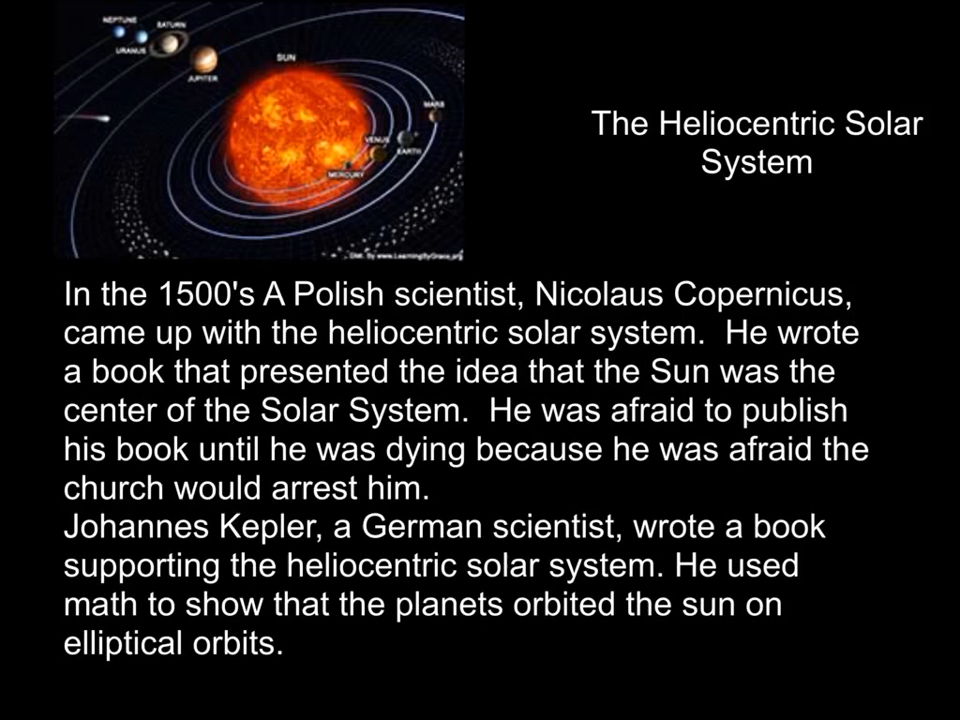 NEPTUNE
SATURN
URANUS
JUPITER
SUN
MARS
VENUS
EARTH
MERCURY
By www.LearningByGrace.org
The Heliocentric Solar
System
In the 1500's A Polish scientist, Nicolaus Copernicus,
came up with the heliocentric solar system.  He wrote
a book that presented the idea that the Sun was the
center of the Solar System.  He was afraid to publish
his book until he was dying because he was afraid the
church would arrest him.
Johannes Kepler, a German scientist, wrote a book
supporting the heliocentric solar system. He used
math to show that the planets orbited the sun on
elliptical orbits.